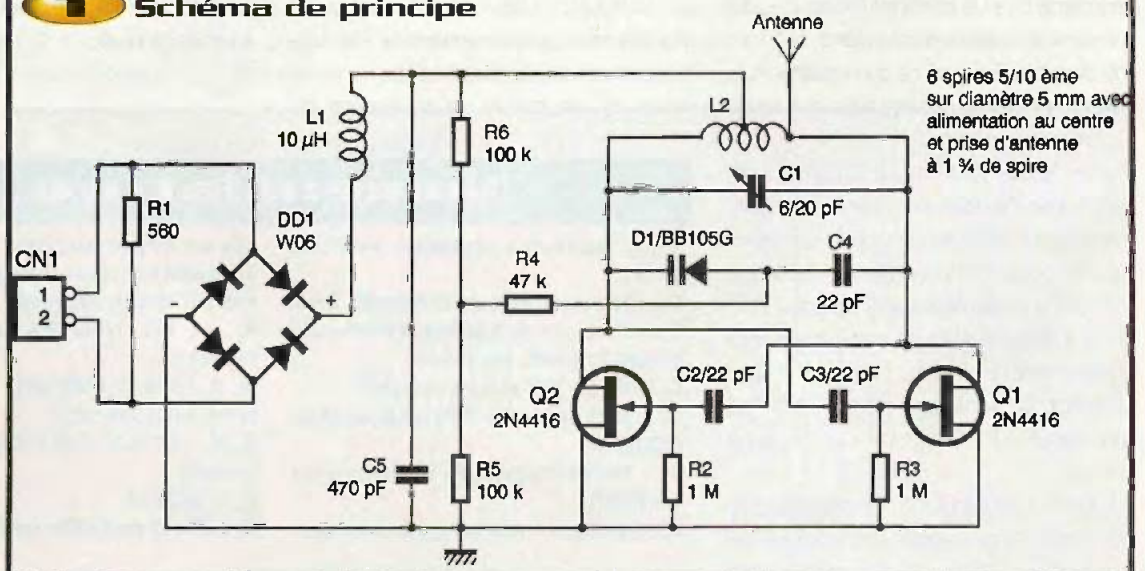 1 Schéma de principe
Antenne
6 spires 5/10 ème
sur diamètre 5 mm avec
alimentation au centre
et prise d'antenne
à 1 ¾ de spire
L2
L1
10 µH
R6
100 k
C1
6/20 pF
R1
560
DD1
W06
D1/BB105G
C4
22 pF
CN1
1
2
+
R4
47 k
Q2
2N4416
C2/22 pF
C3/22 pF
Q1
2N4416
C5
470 pF
R5
100 k
R2
1 M
R3
1 M